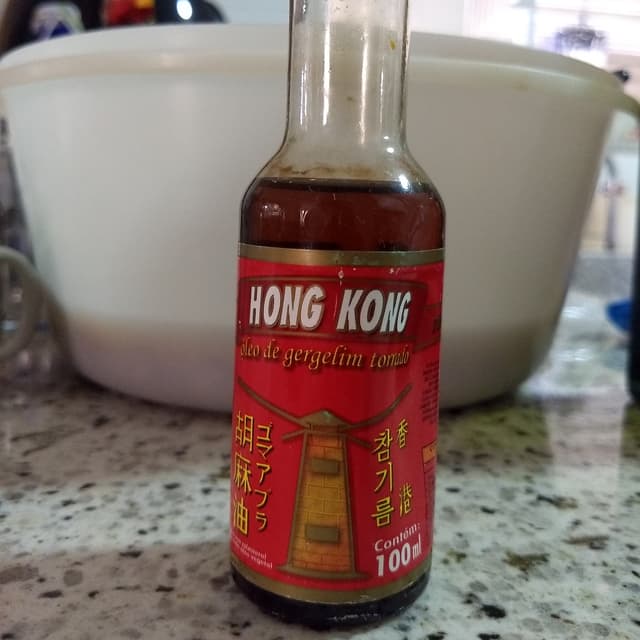 HONG KONG
óleo de gergelim torrado
胡麻油
ゴマアブラ
참기름
香港
Contém:
100ml